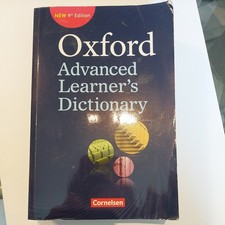 NEW 9th Edition
Oxford
Advanced
Learner's
Dictionary
Cornelsen